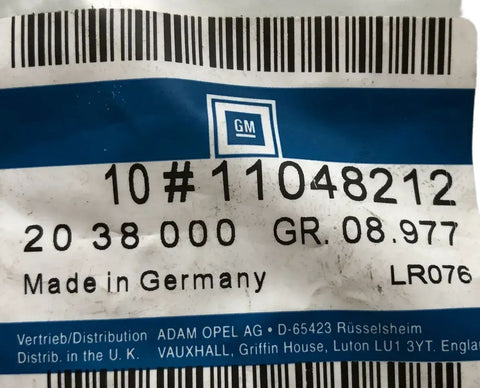 GM
10 # 11048212
20 38 000 GR. 08.977
Made in Germany LR076
Vertrieb/Distribution ADAM OPEL AG • D-65423 Rüsselsheim
Distrib. in the U. K. VAUXHALL, Griffin House, Luton LU1 3YT. Engla